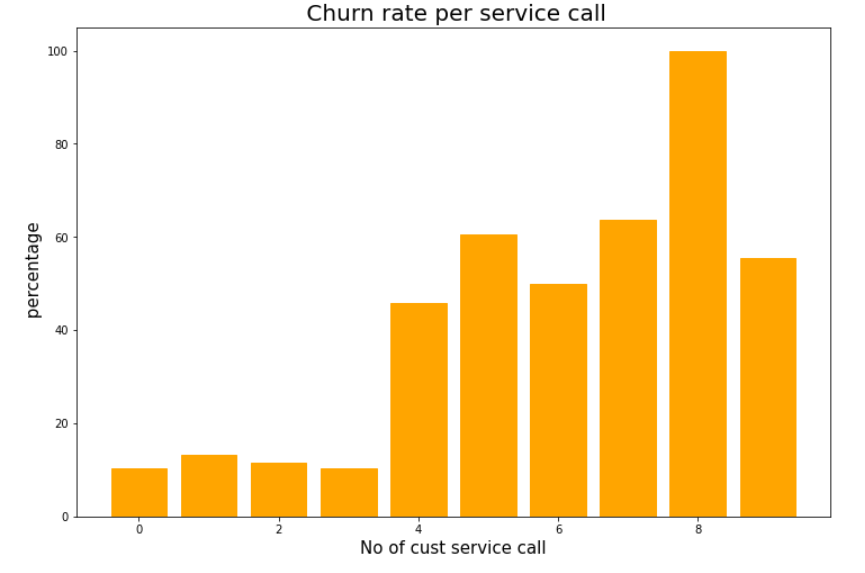 Churn rate per service call
100
80
60
40
20
0
percentage
0 2 4 6 8
No of cust service call